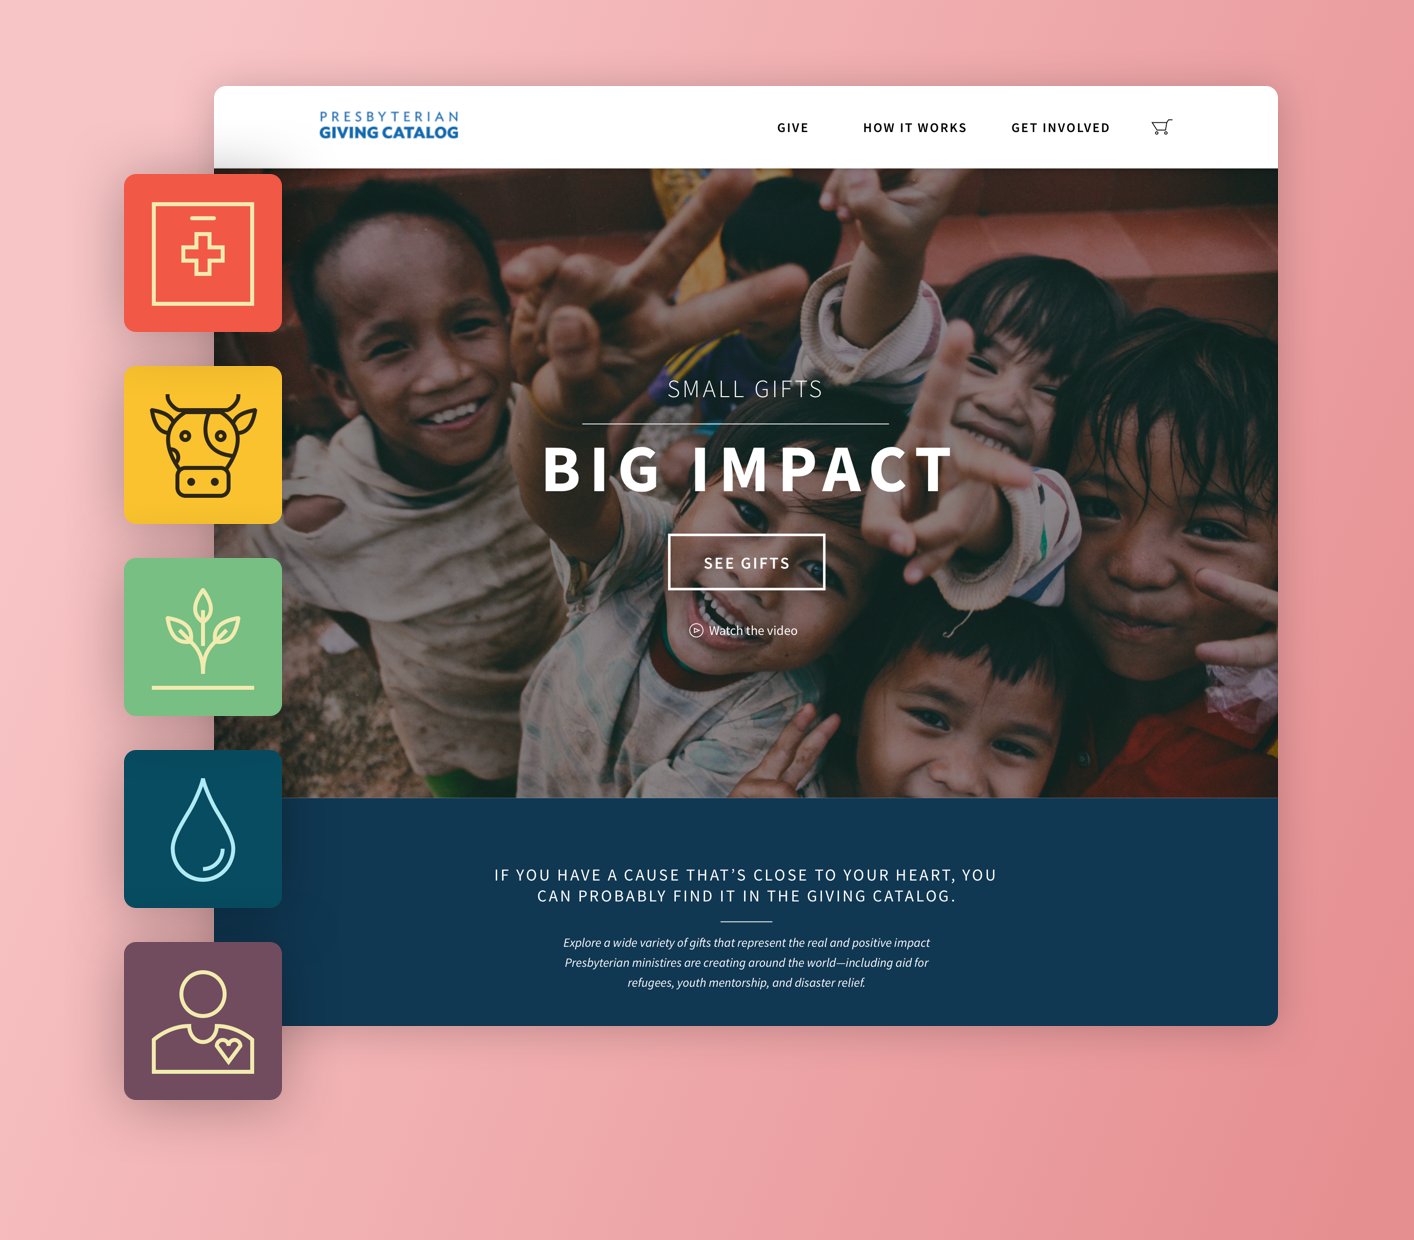 PRESBYTERIAN
GIVING CATALOG
GIVE HOW IT WORKS GET INVOLVED
SMALL GIFTS
BIG IMPACT
SEE GIFTS
Watch the video
IF YOU HAVE A CAUSE THAT’S CLOSE TO YOUR HEART, YOU
CAN PROBABLY FIND IT IN THE GIVING CATALOG.
Explore a wide variety of gifts that represent the real and positive impact
Presbyterian ministires are creating around the world—including aid for
refugees, youth mentorship, and disaster relief.